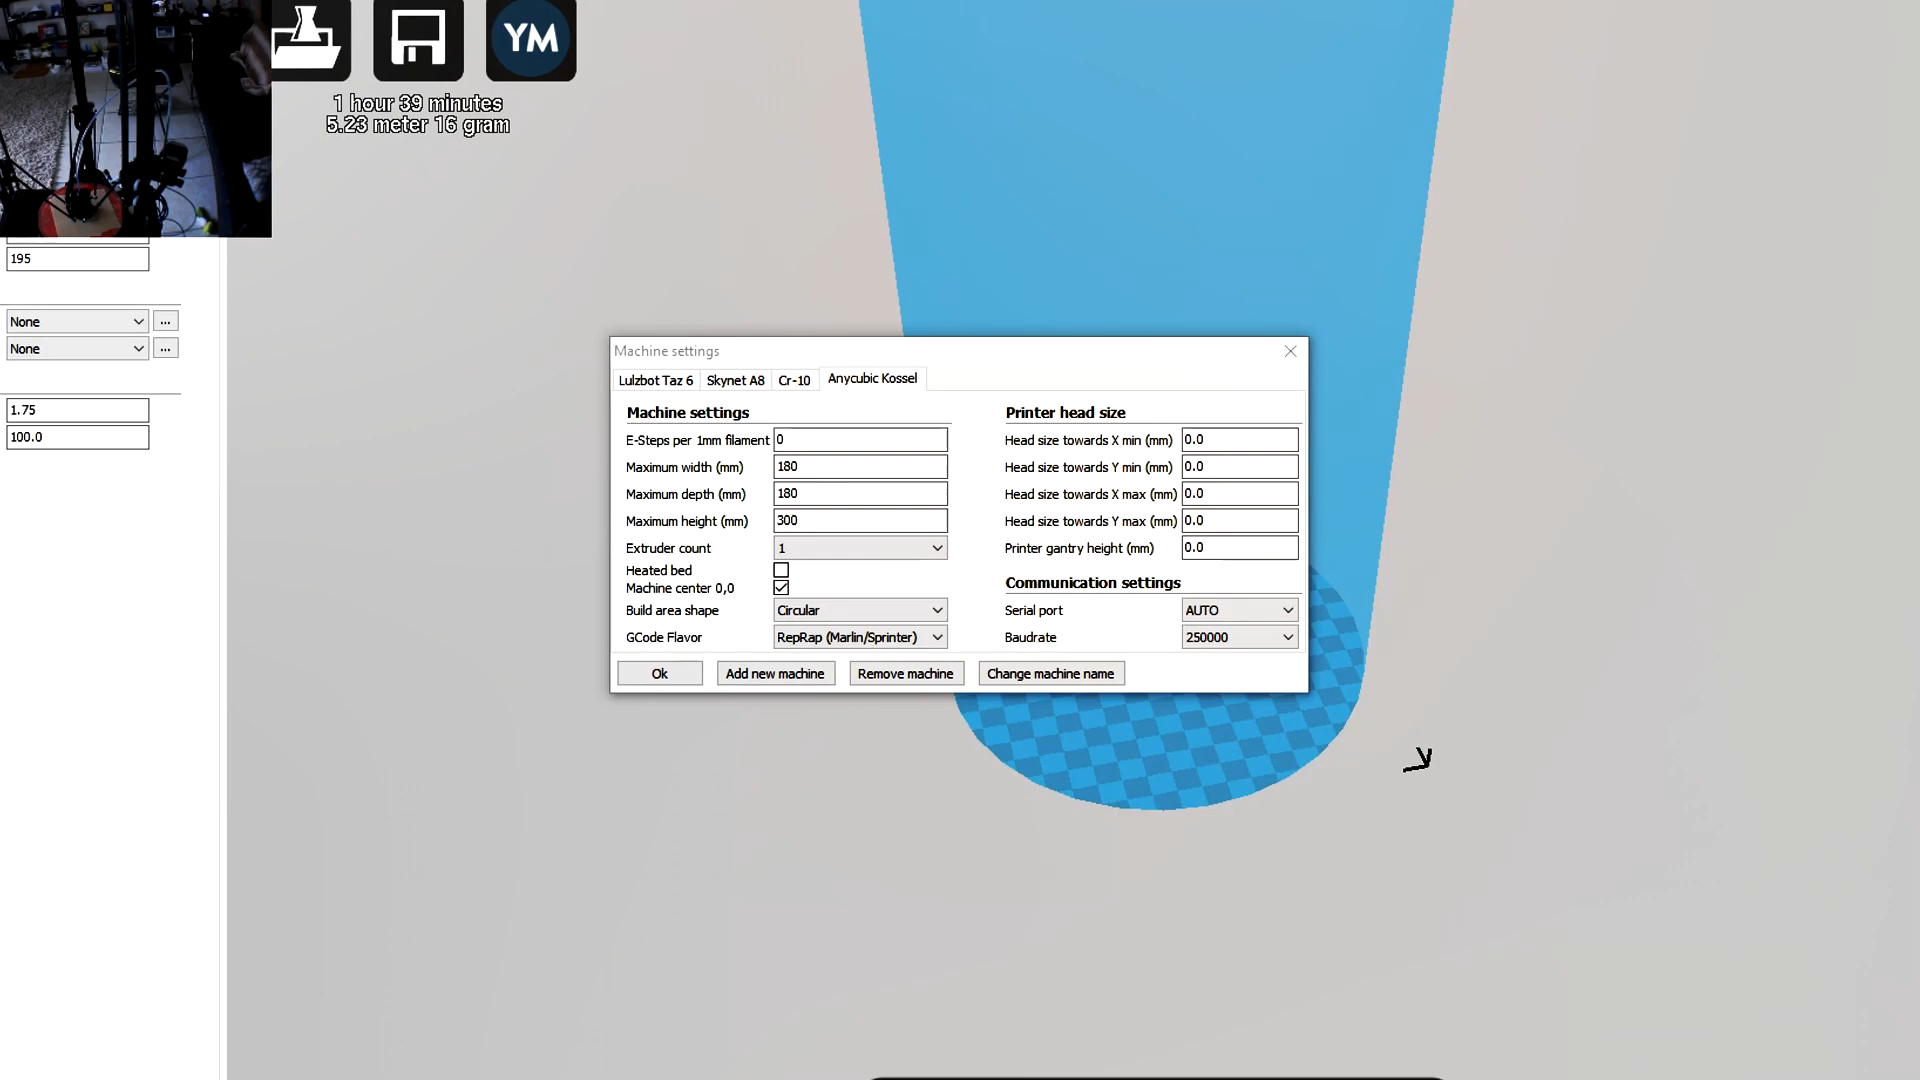 YM
1 hour 39 minutes
5.23 meter 16 gram
195
None
...
None
...
1.75
100.0
Machine settings
Lulzbot Taz 6
Skynet A8
Cr-10
Anycubic Kossel
Machine settings
E-Steps per 1mm filament 0
Maximum width (mm) 180
Maximum depth (mm) 180
Maximum height (mm) 300
Extruder count 1
Heated bed
Machine center 0,0
Build area shape Circular
GCode Flavor RepRap (Marlin/Sprinter)
Printer head size
Head size towards X min (mm) 0.0
Head size towards Y min (mm) 0.0
Head size towards X max (mm) 0.0
Head size towards Y max (mm) 0.0
Printer gantry height (mm) 0.0
Communication settings
Serial port AUTO
Baudrate 250000
Ok
Add new machine
Remove machine
Change machine name